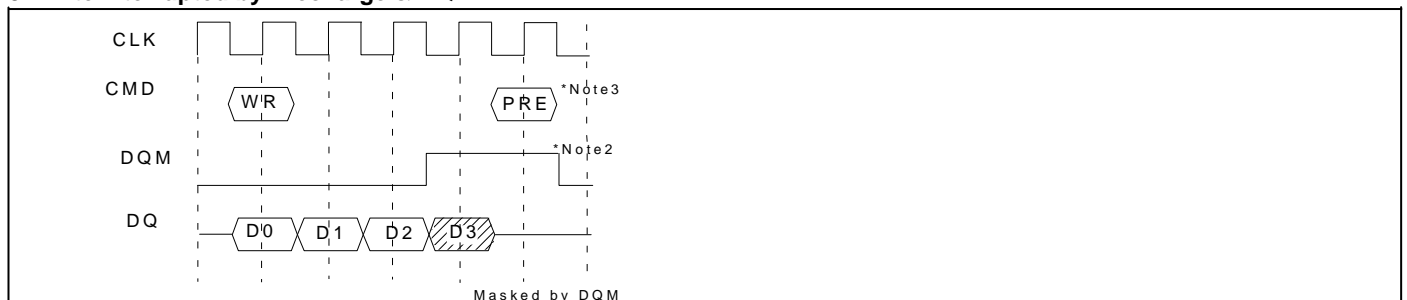 CLK
CMD WR PRE *Note3
DQM *Note2
DQ D0 D1 D2 D3
Masked by DQM